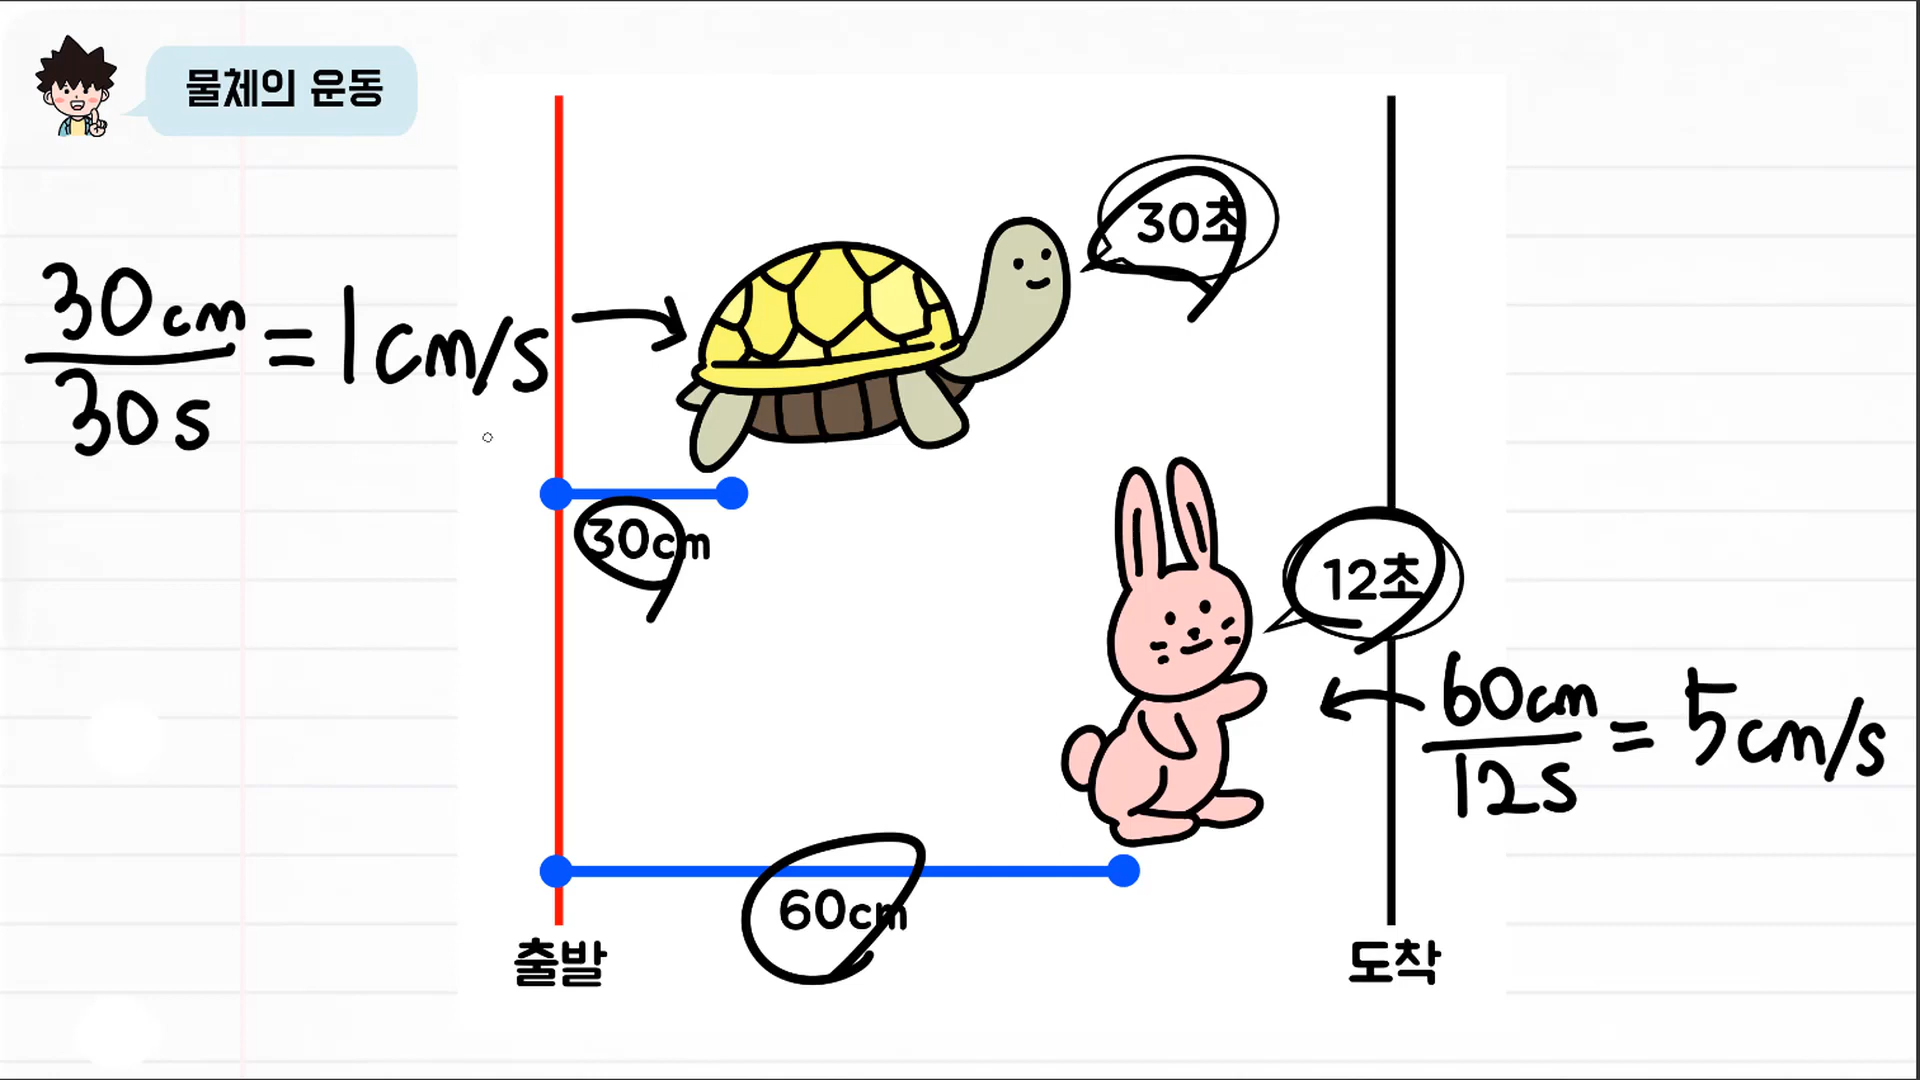 물체의 운동
30초
30cm
30s
= 1cm/s
30cm
12초
60cm
12s
= 5cm/s
60cm
출발
도착